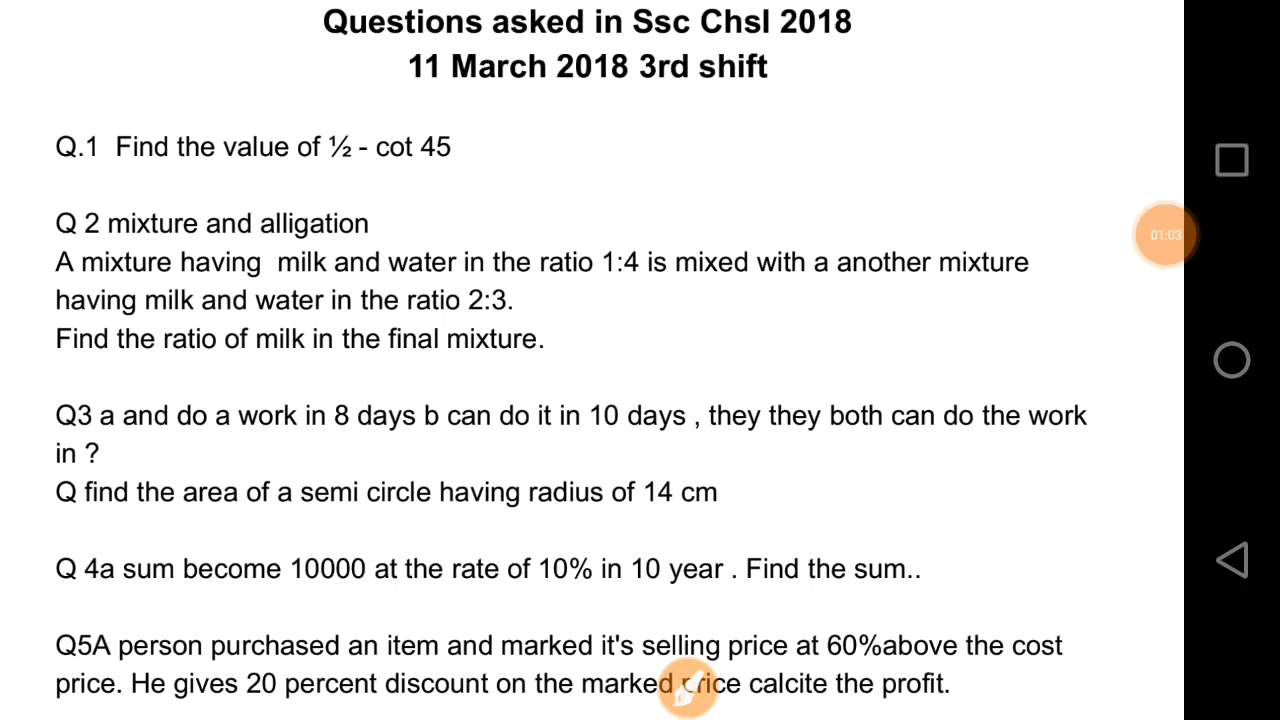 Questions asked in Ssc Chsl 2018
11 March 2018 3rd shift
Q.1 Find the value of ½ - cot 45
Q 2 mixture and alligation
A mixture having milk and water in the ratio 1:4 is mixed with a another mixture
having milk and water in the ratio 2:3.
Find the ratio of milk in the final mixture.
Q3 a and do a work in 8 days b can do it in 10 days , they they both can do the work
in ?
Q find the area of a semi circle having radius of 14 cm
Q 4a sum become 10000 at the rate of 10% in 10 year . Find the sum..
Q5A person purchased an item and marked it's selling price at 60%above the cost
price. He gives 20 percent discount on the marked price calcite the profit.
01:03